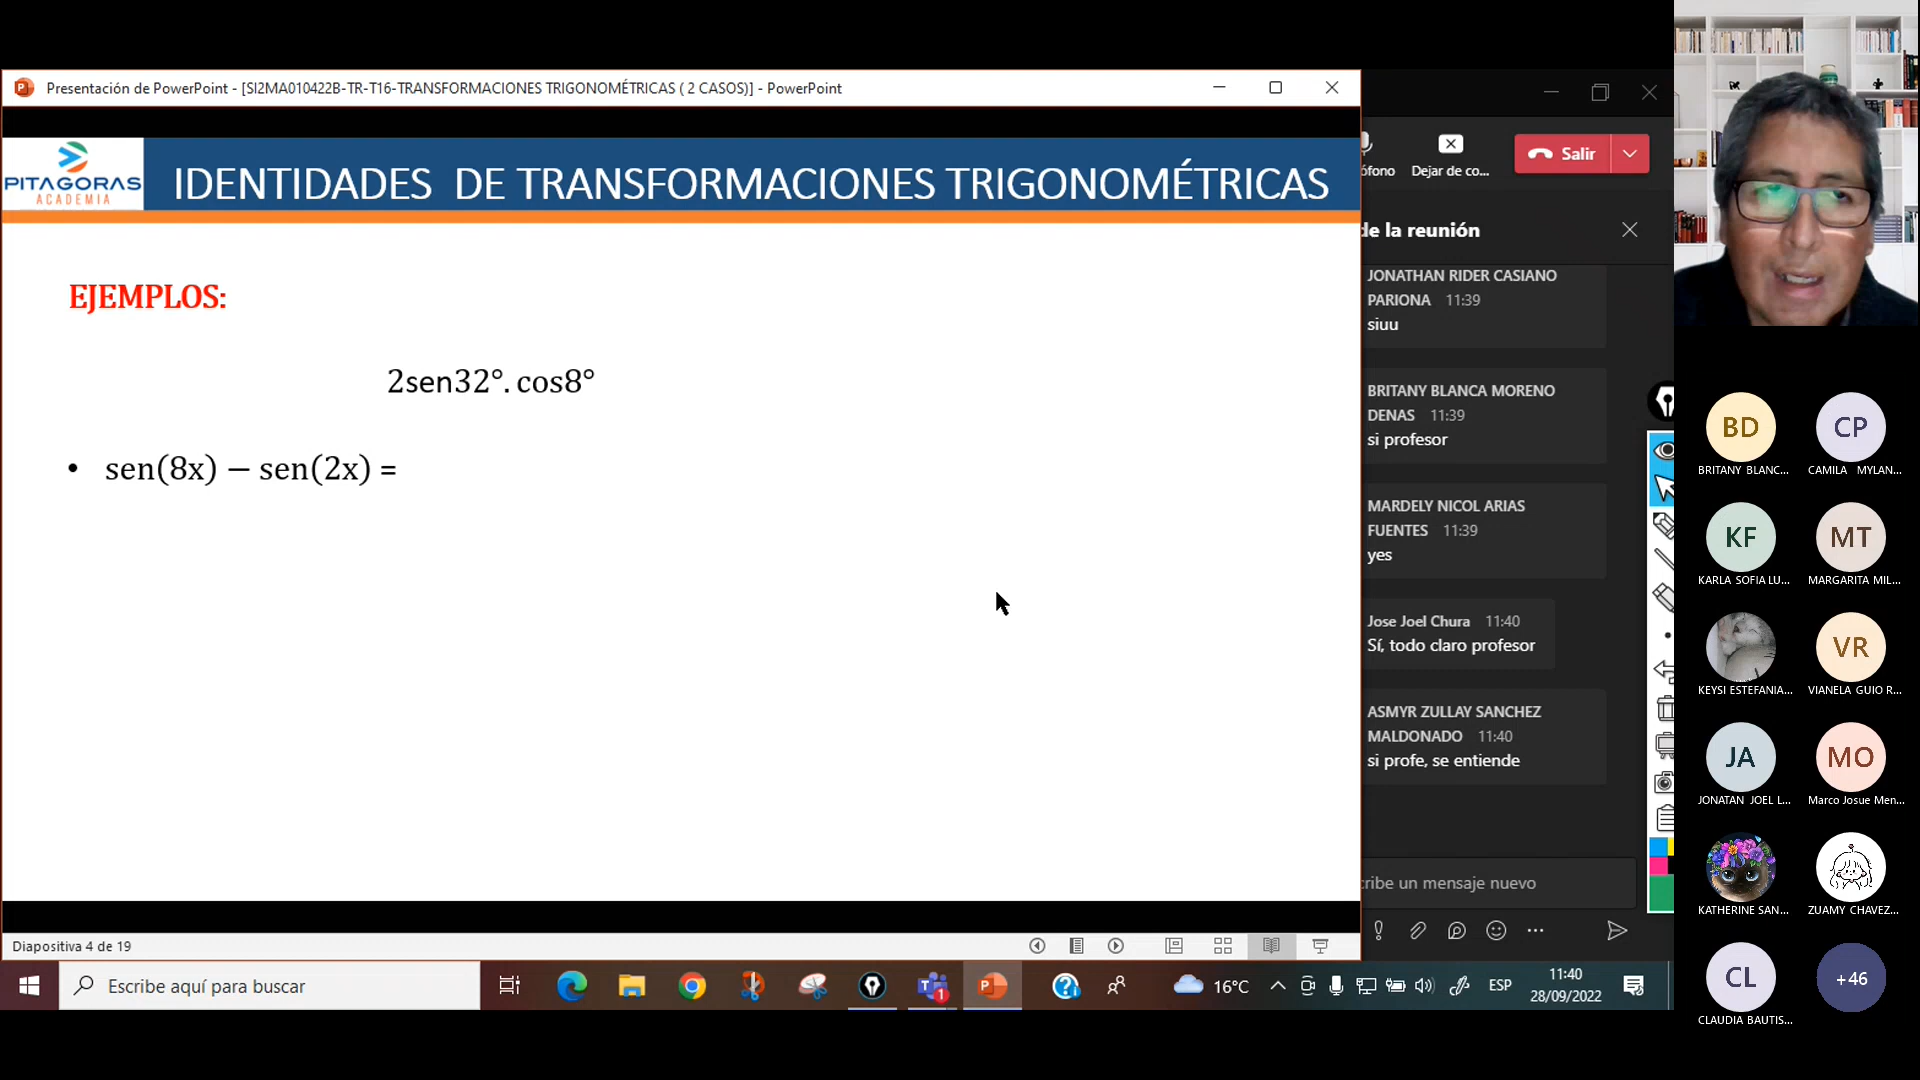 Presentación de PowerPoint - [SI2MA010422B-TR-T16-TRANSFORMACIONES TRIGONOMÉTRICAS ( 2 CASOS)] - PowerPoint
PITAGORAS
ACADEMIA
IDENTIDADES DE TRANSFORMACIONES TRIGONOMÉTRICAS
EJEMPLOS:
2sen32°. cos8°
• sen(8x) − sen(2x) =
Diapositiva 4 de 19
ófono
Dejar de co...
Salir
de la reunión
JONATHAN RIDER CASIANO
PARIONA 11:39
siuu
BRITANY BLANCA MORENO
DENAS 11:39
si profesor
MARDELY NICOL ARIAS
FUENTES 11:39
yes
Jose Joel Chura 11:40
Sí, todo claro profesor
ASMYR ZULLAY SANCHEZ
MALDONADO 11:40
si profe, se entiende
cribe un mensaje nuevo
BD
BRITANY BLANC...
CP
CAMILA MYLAN...
KF
KARLA SOFIA LU...
MT
MARGARITA MIL...
KEYSI ESTEFANIA...
VR
VIANELA GUIO R...
JA
JONATAN JOEL L...
MO
Marco Josue Men...
KATHERINE SAN...
ZUAMY CHAVEZ...
CL
CLAUDIA BAUTIS...
+46
Escribe aquí para buscar
1
16°C
ESP
11:40
28/09/2022